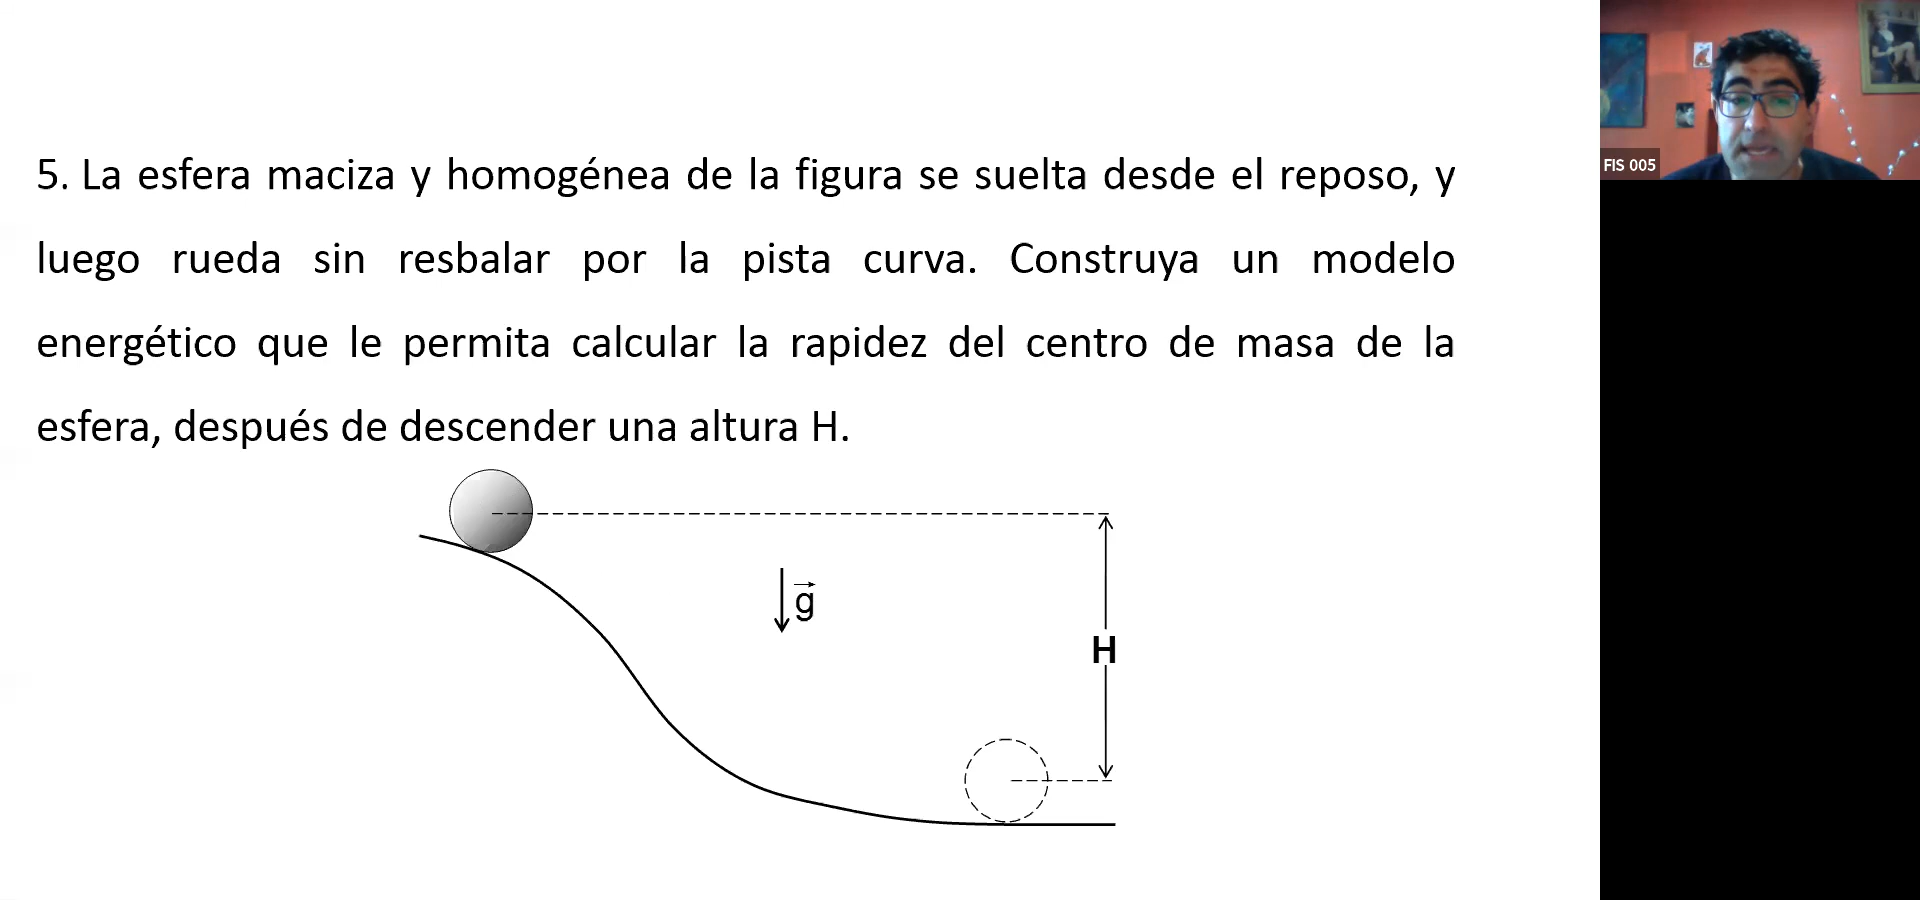 5. La esfera maciza y homogénea de la figura se suelta desde el reposo, y
luego rueda sin resbalar por la pista curva. Construya un modelo
energético que le permita calcular la rapidez del centro de masa de la
esfera, después de descender una altura H.
g
H
FIS 005